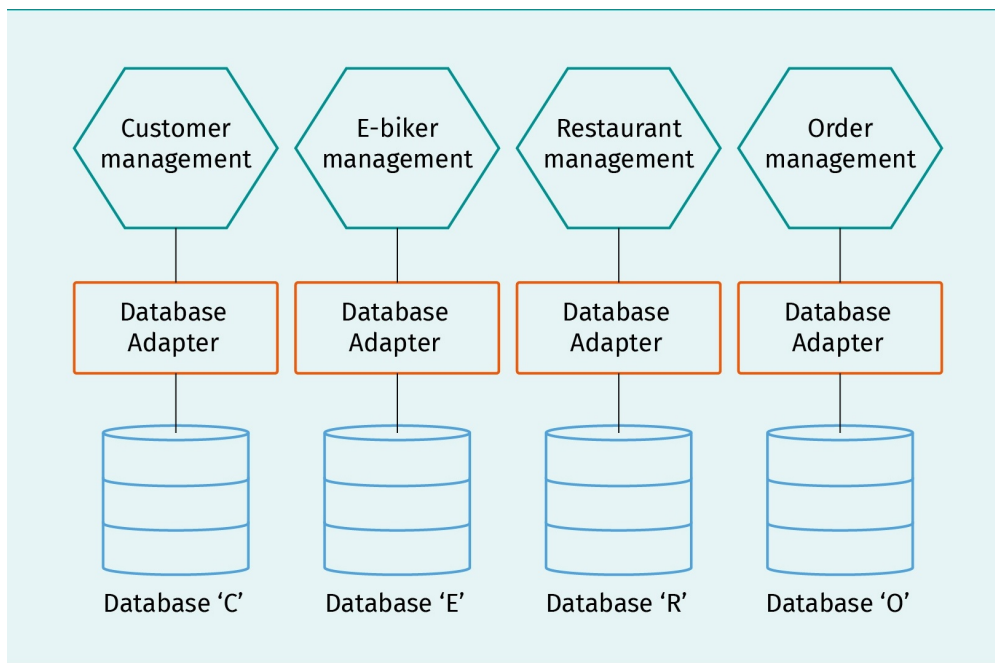 Customer
management
E-biker
management
Restaurant
management
Order
management
Database
Adapter
Database
Adapter
Database
Adapter
Database
Adapter
Database ‘C’
Database ‘E’
Database ‘R’
Database ‘O’